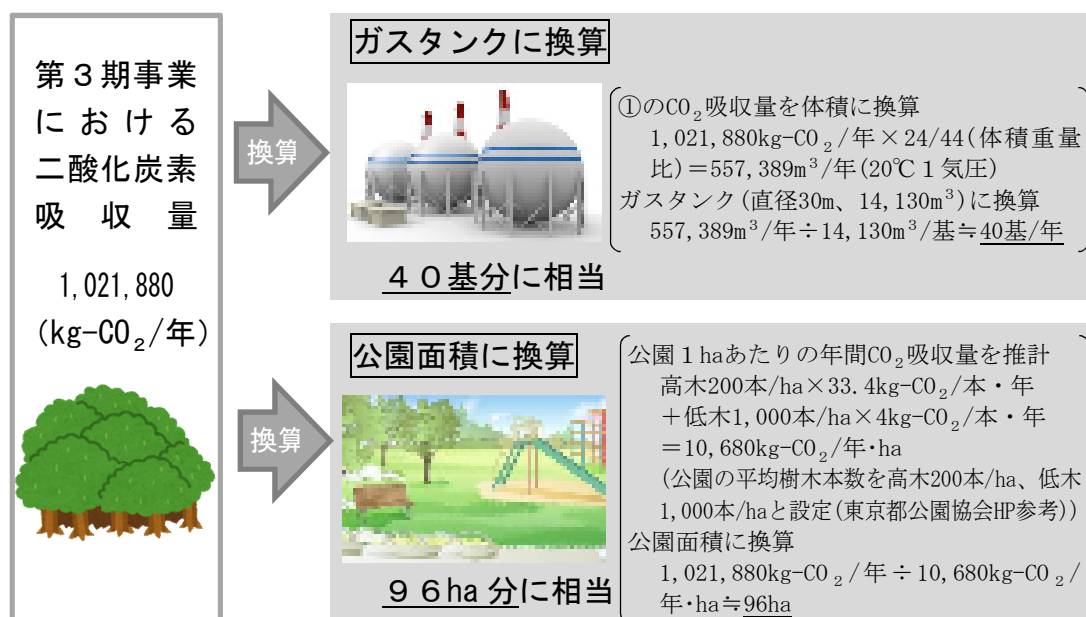 第３期事業
における
二酸化炭素
吸収量
1,021,880
(kg-CO₂/年)
換算
ガスタンクに換算
４０基分に相当
①のCO₂吸収量を体積に換算
1,021,880kg-CO₂/年×24/44(体積重量
比)＝557,389m³/年(20℃１気圧)
ガスタンク(直径30m、14,130m³)に換算
557,389m³/年÷14,130m³/基≒40基/年
換算
公園面積に換算
９６ha 分に相当
公園１haあたりの年間CO₂吸収量を推計
高木200本/ha×33.4kg-CO₂/本・年
＋低木1,000本/ha×4kg-CO₂/本・年
＝10,680kg-CO₂/年･ha
(公園の平均樹木本数を高木200本/ha、低木
1,000本/haと設定(東京都公園協会HP参考))
公園面積に換算
1,021,880kg-CO₂/年÷10,680kg-CO₂/
年･ha≒96ha